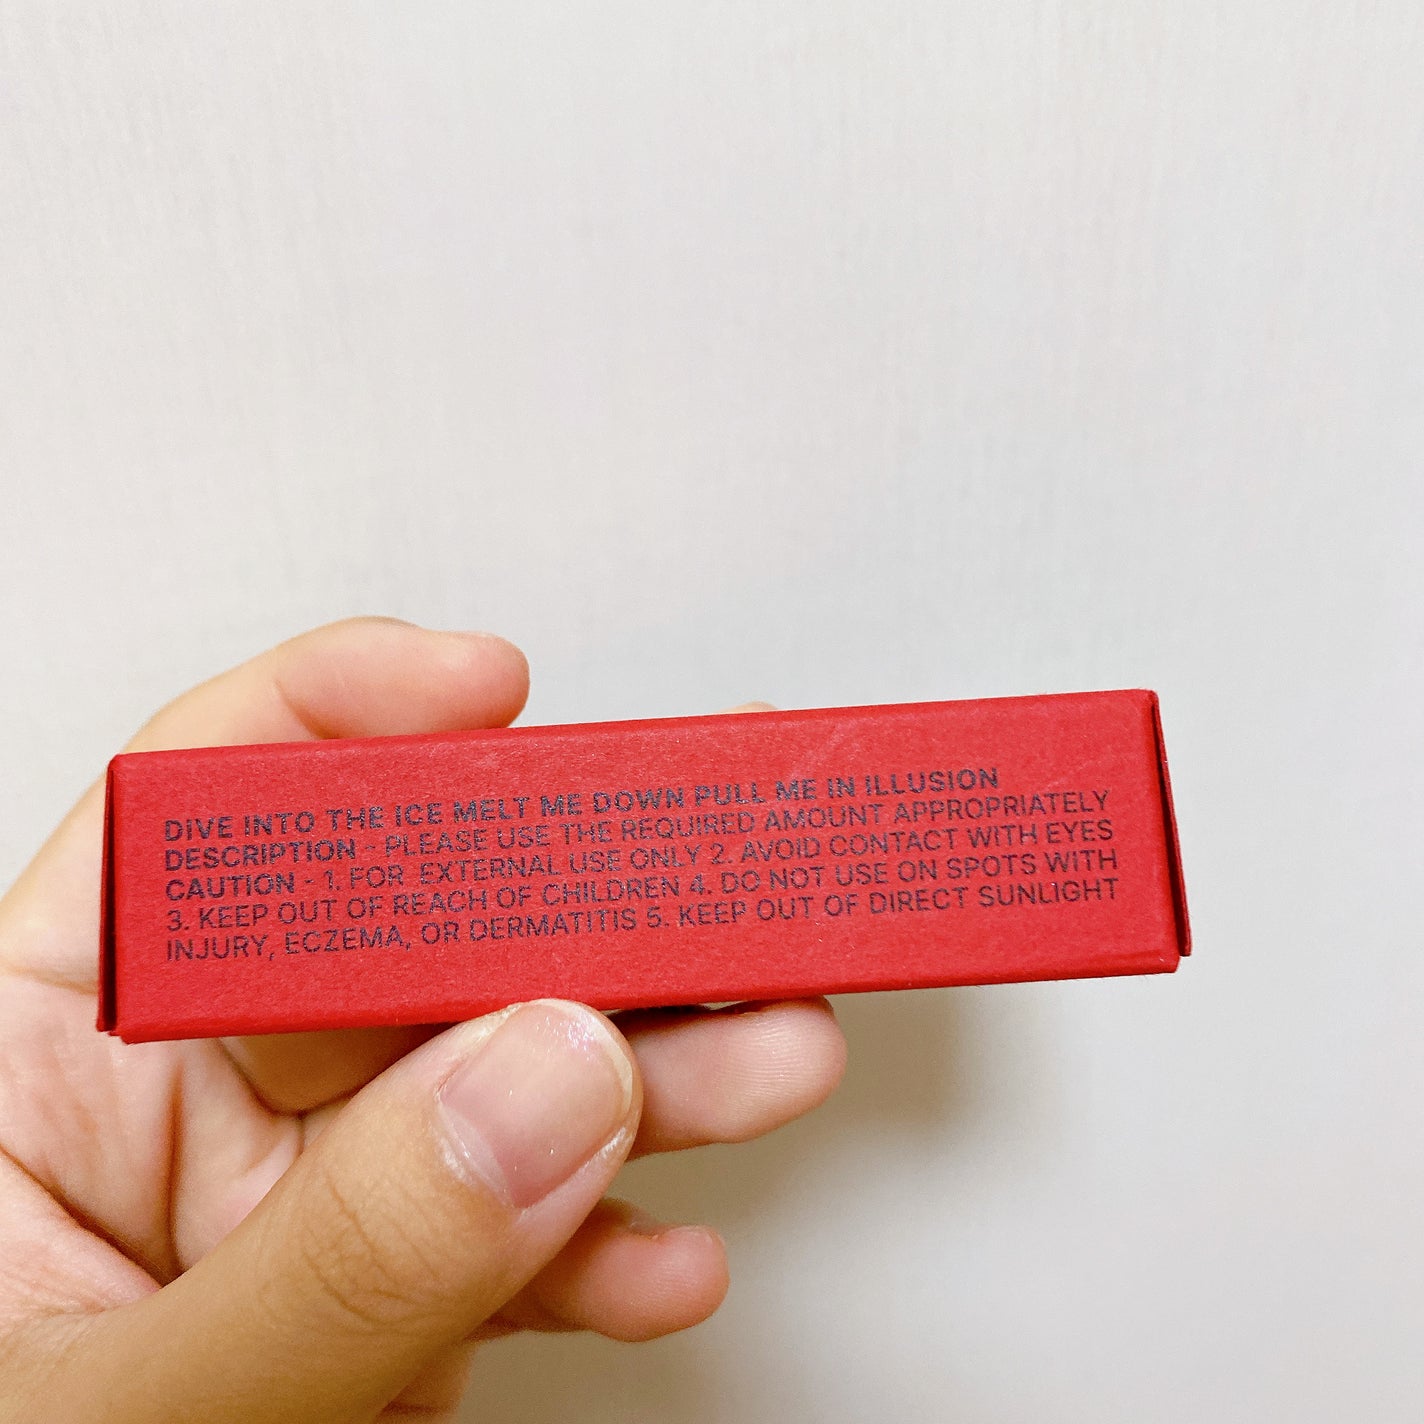 DIVE INTO THE ICE MELT ME DOWN PULL ME IN ILLUSION
DESCRIPTION - PLEASE USE THE REQUIRED AMOUNT APPROPRIATELY
CAUTION - 1. FOR EXTERNAL USE ONLY 2. AVOID CONTACT WITH EYES
3. KEEP OUT OF REACH OF CHILDREN 4. DO NOT USE ON SPOTS WITH
INJURY, ECZEMA, OR DERMATITIS 5. KEEP OUT OF DIRECT SUNLIGHT